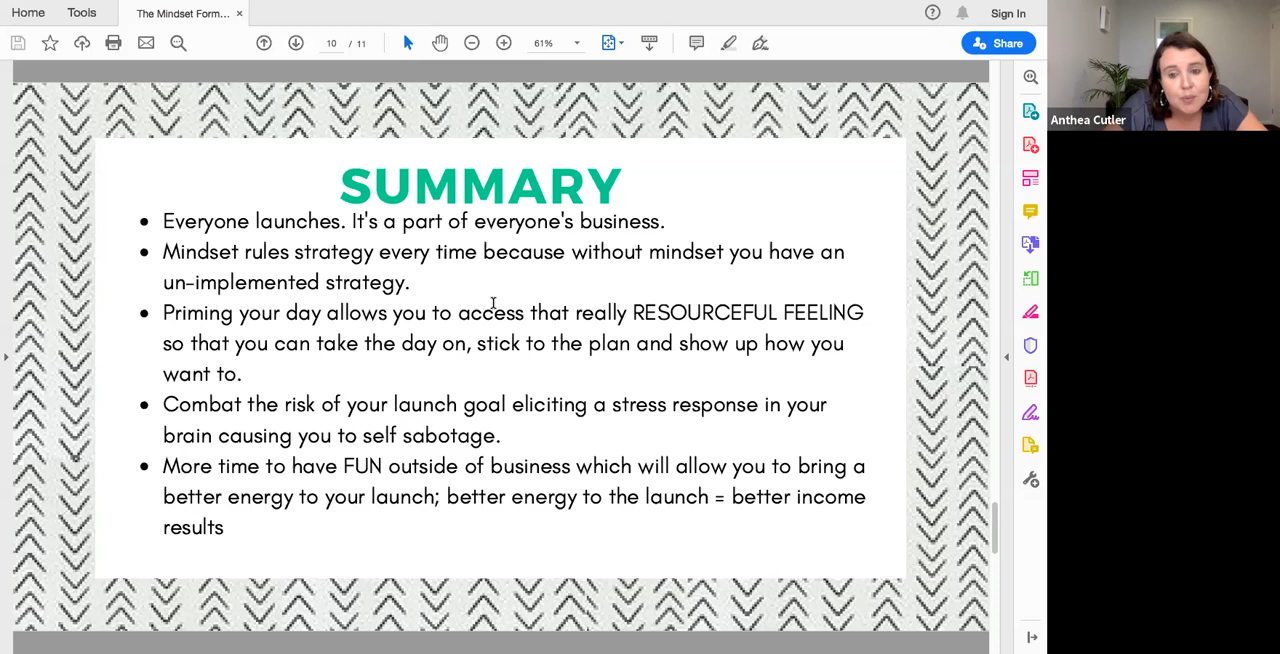 Home
Tools
The Mindset Form... ×
Sign In
10 / 11
61%
Share
Anthea Cutler
SUMMARY
• Everyone launches. It's a part of everyone's business.
• Mindset rules strategy every time because without mindset you have an
un-implemented strategy.
• Priming your day allows you to access that really RESOURCEFUL FEELING
so that you can take the day on, stick to the plan and show up how you
want to.
• Combat the risk of your launch goal eliciting a stress response in your
brain causing you to self sabotage.
• More time to have FUN outside of business which will allow you to bring a
better energy to your launch; better energy to the launch = better income
results